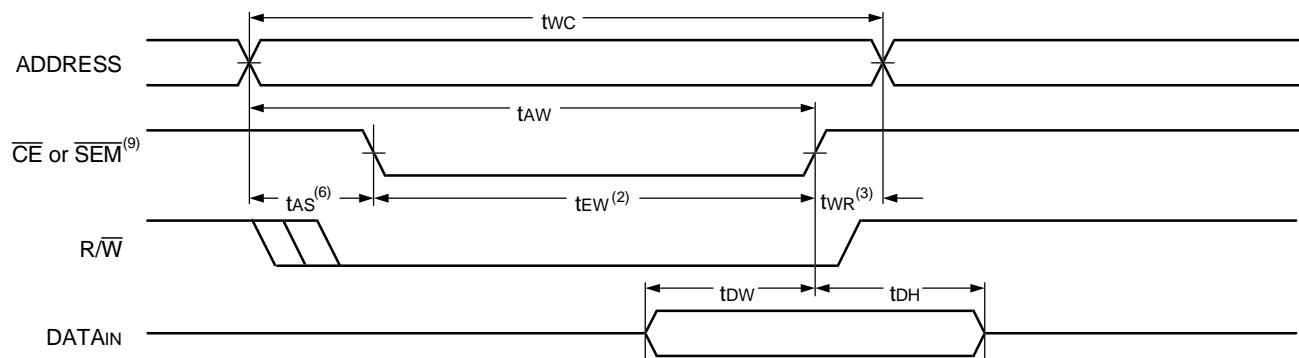 tWC
ADDRESS
tAW
CE or SEM(9)
tAS(6)
tEW(2)
tWR(3)
R/W
tDW
tDH
DATAIN